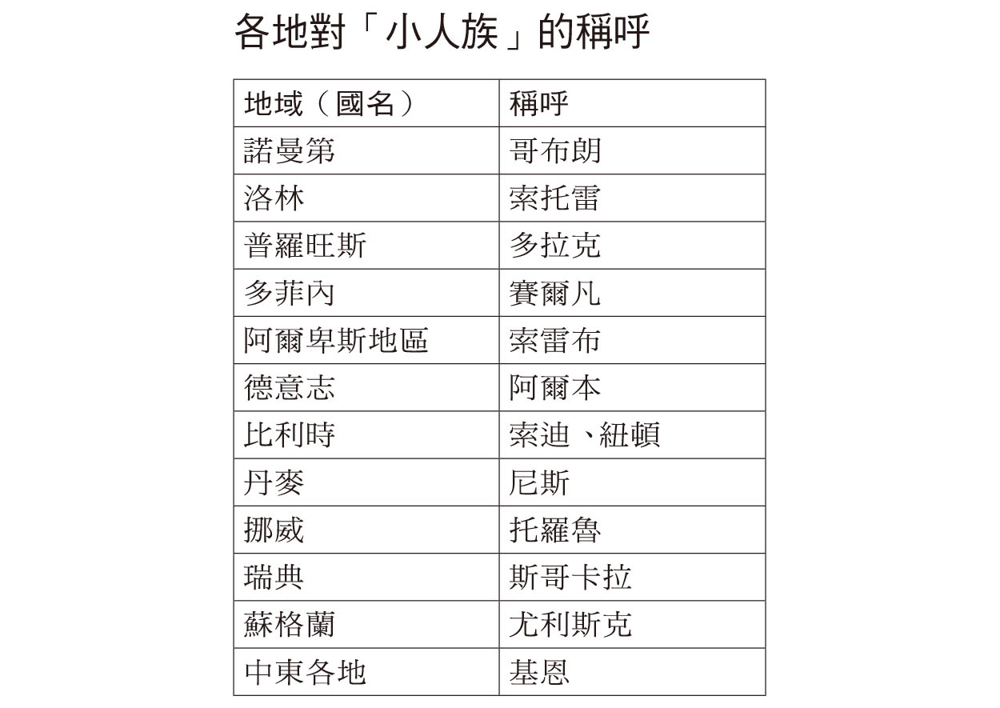 各地對「小人族」的稱呼
地域（國名） 稱呼
諾曼第 哥布朗
洛林 索托雷
普羅旺斯 多拉克
多菲內 賽爾凡
阿爾卑斯地區 索雷布
德意志 阿爾本
比利時 索迪、紐頓
丹麥 尼斯
挪威 托羅魯
瑞典 斯哥卡拉
蘇格蘭 尤利斯克
中東各地 基恩